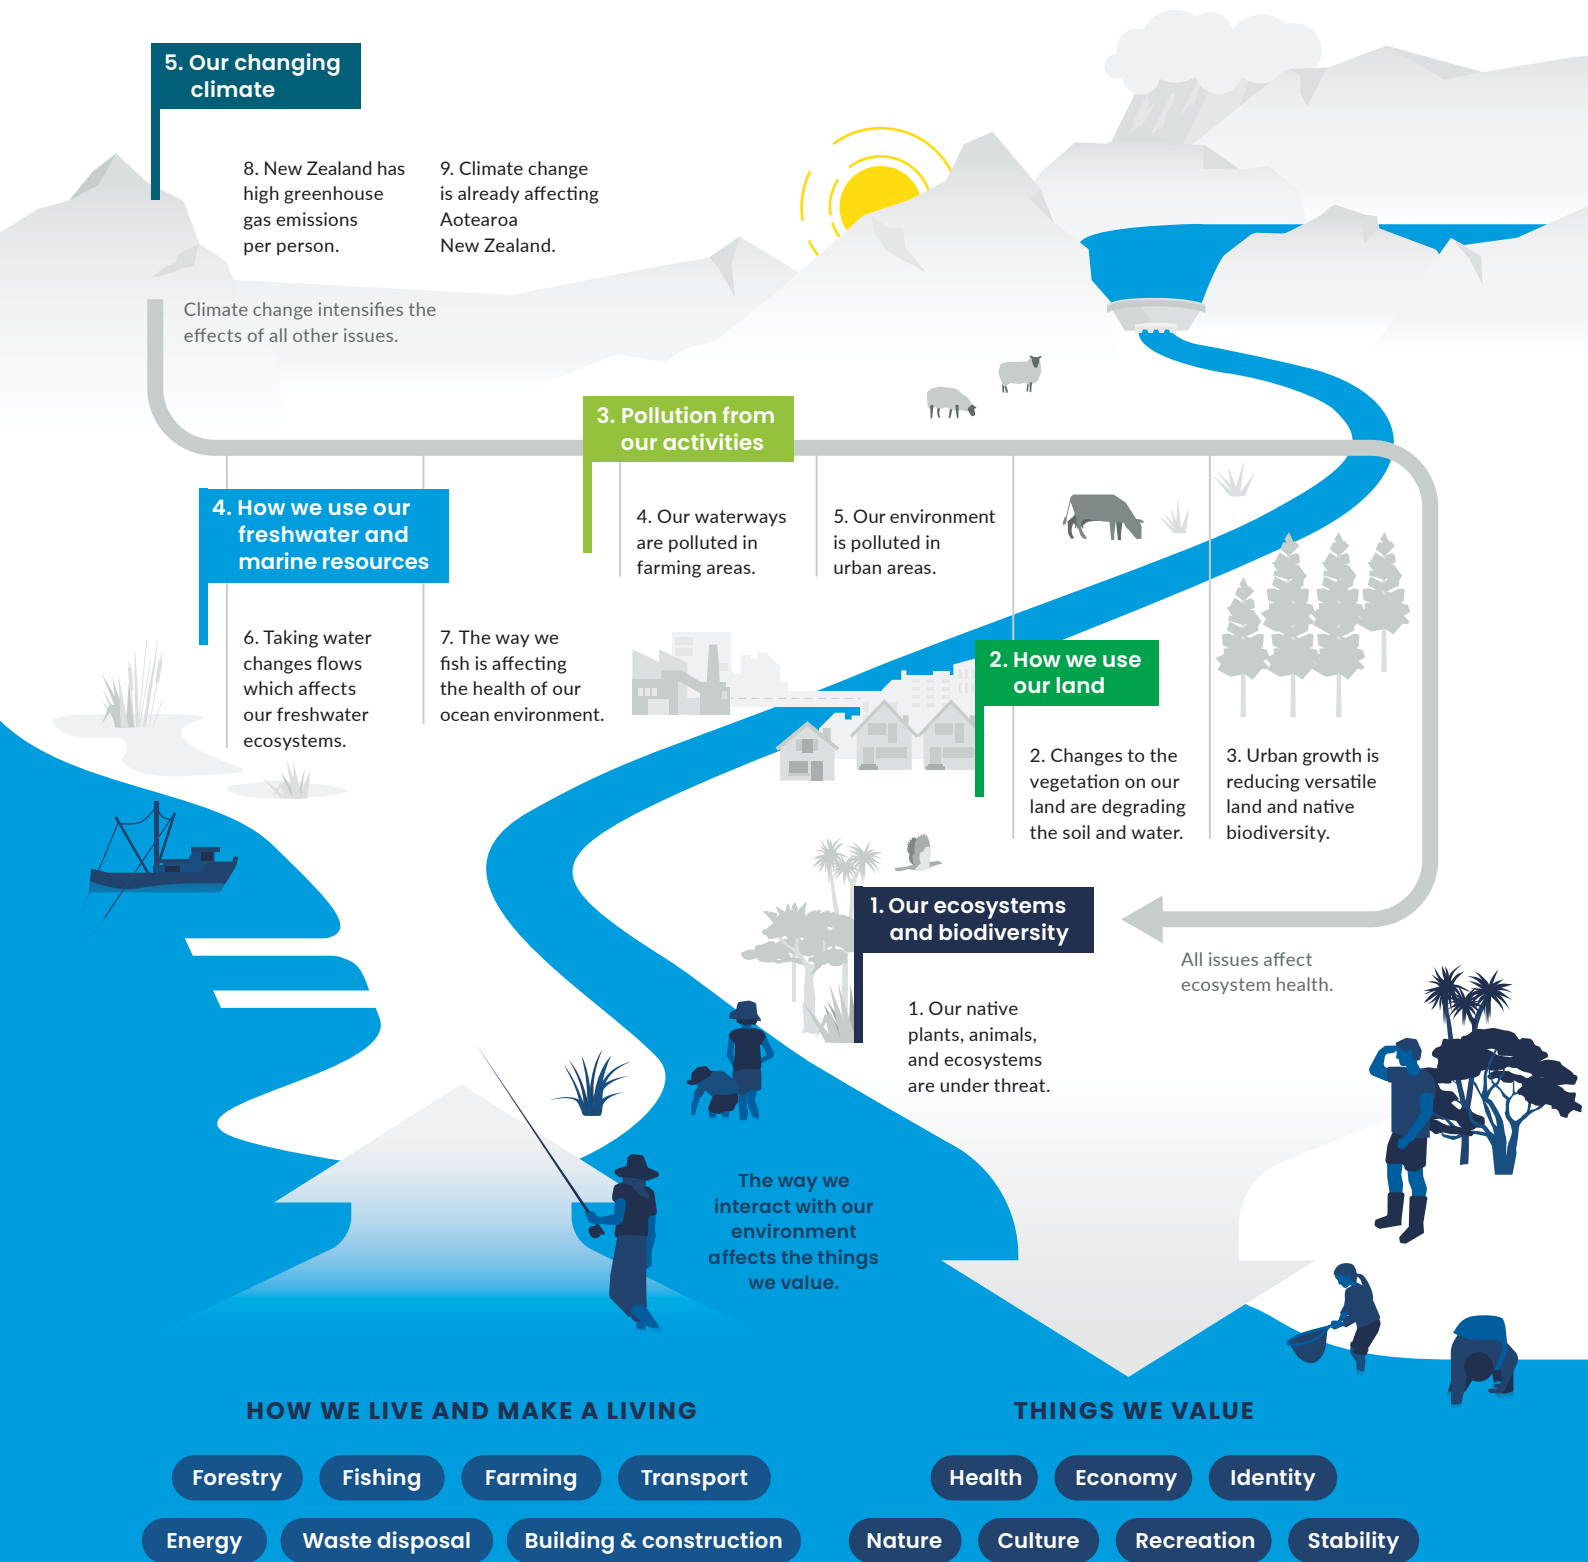 5. Our changing
climate
8. New Zealand has
high greenhouse
gas emissions
per person.
9. Climate change
is already affecting
Aotearoa
New Zealand.
Climate change intensifies the
effects of all other issues.
3. Pollution from
our activities
4. Our waterways
are polluted in
farming areas.
5. Our environment
is polluted in
urban areas.
4. How we use our
freshwater and
marine resources
6. Taking water
changes flows
which affects
our freshwater
ecosystems.
7. The way we
fish is affecting
the health of our
ocean environment.
2. How we use
our land
2. Changes to the
vegetation on our
land are degrading
the soil and water.
3. Urban growth is
reducing versatile
land and native
biodiversity.
1. Our ecosystems
and biodiversity
All issues affect
ecosystem health.
1. Our native
plants, animals,
and ecosystems
are under threat.
The way we
interact with our
environment
affects the things
we value.
HOW WE LIVE AND MAKE A LIVING
Forestry
Fishing
Farming
Transport
Energy
Waste disposal
Building & construction
THINGS WE VALUE
Health
Economy
Identity
Nature
Culture
Recreation
Stability